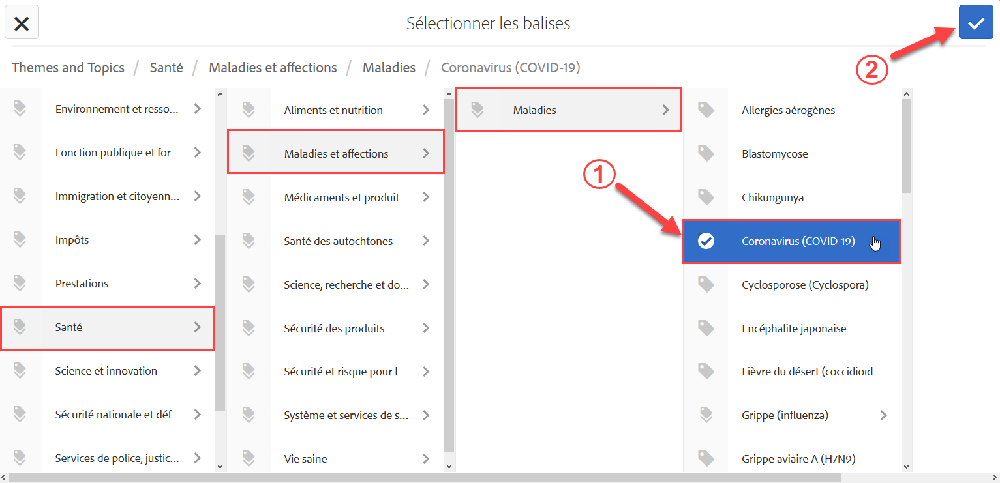 Sélectionner les balises
2
Themes and Topics / Santé / Maladies et affections / Maladies / Coronavirus (COVID-19)
Environnement et resso...
Fonction publique et for...
Immigration et citoyenn...
Impôts
Prestations
Santé
Science et innovation
Sécurité nationale et déf...
Services de police, justic...
Aliments et nutrition
Maladies et affections
Médicaments et produit...
Santé des autochtones
Science, recherche et do...
Sécurité des produits
Sécurité et risque pour l...
Système et services de s...
Vie saine
Maladies
1
Allergies aérogènes
Blastomycose
Chikungunya
Coronavirus (COVID-19)
Cyclosporose (Cyclospora)
Encéphalite japonaise
Fièvre du désert (coccidioïd...
Grippe (influenza)
Grippe aviaire A (H7N9)